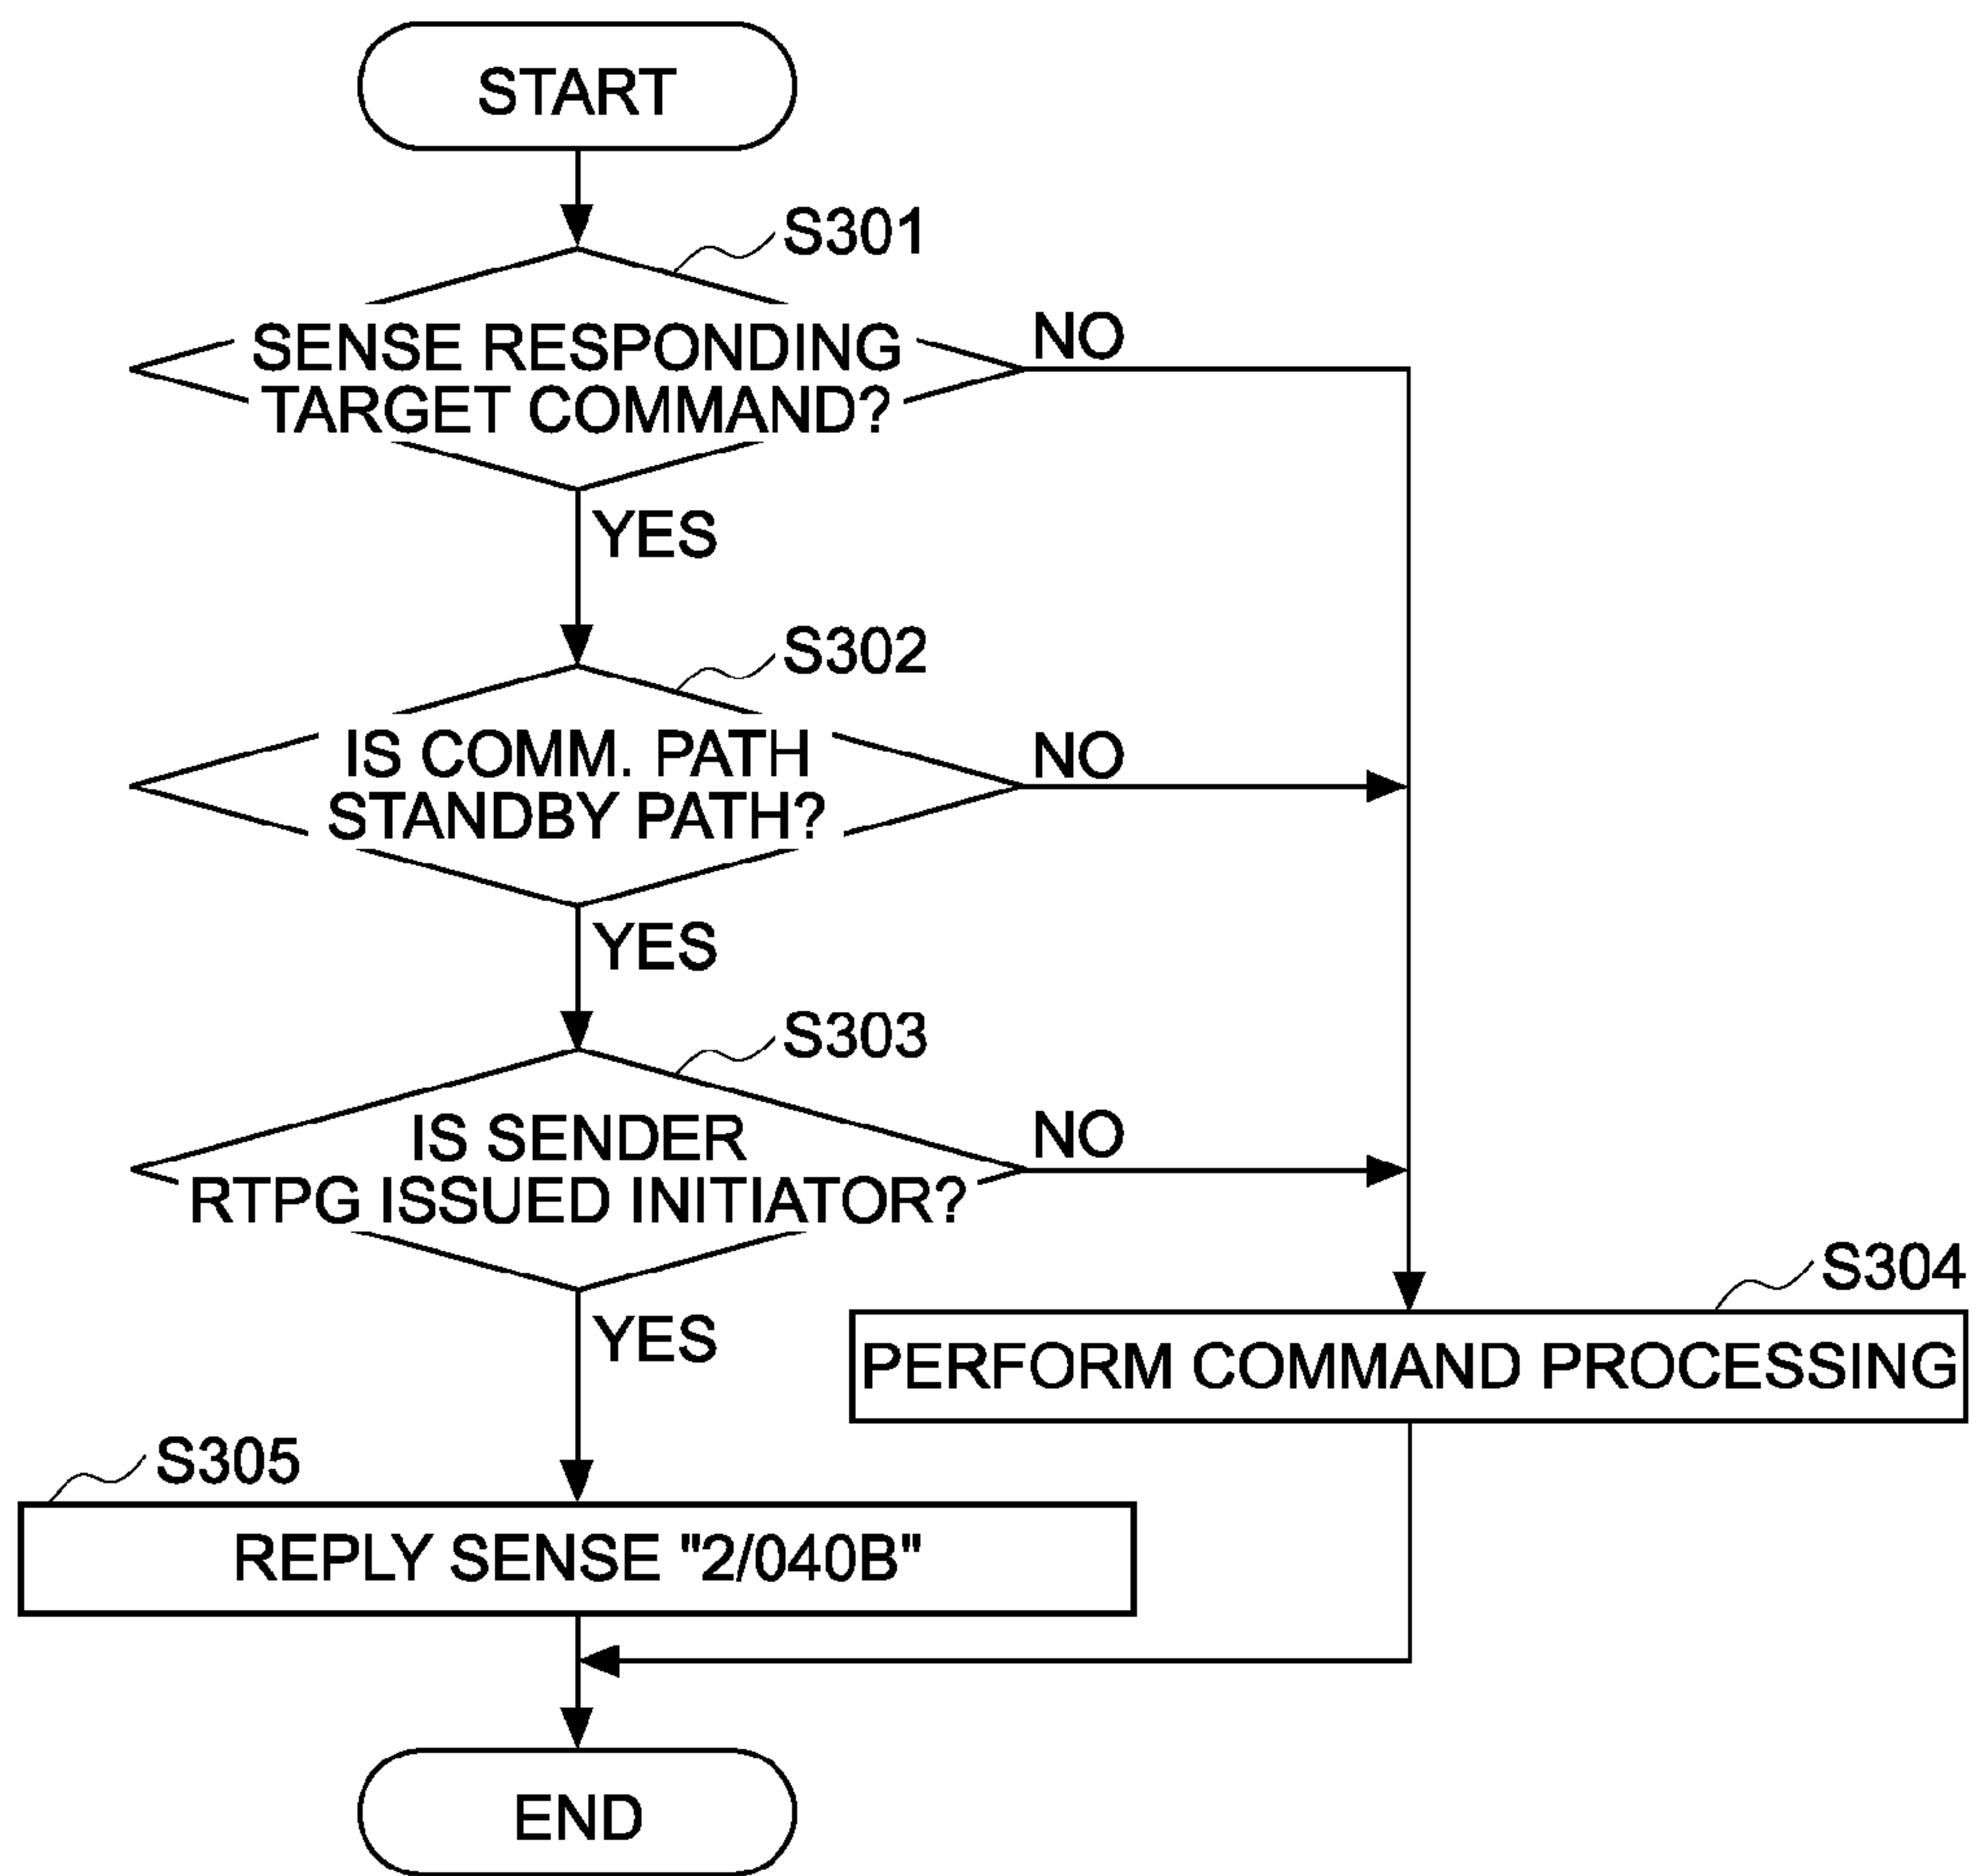 START
S301
SENSE RESPONDING
TARGET COMMAND?
NO
YES
S302
IS COMM. PATH
STANDBY PATH?
NO
YES
S303
IS SENDER
RTPG ISSUED INITIATOR?
NO
YES
S304
PERFORM COMMAND PROCESSING
S305
REPLY SENSE "2/040B"
END